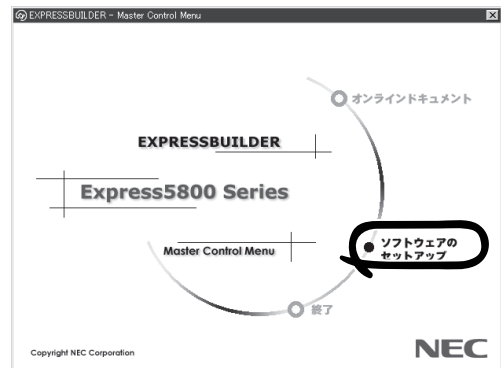 EXPRESSBUILDER - Master Control Menu
オンラインドキュメント
EXPRESSBUILDER
Express5800 Series
Master Control Menu
ソフトウェアの
セットアップ
終了
Copyright NEC Corporation
NEC